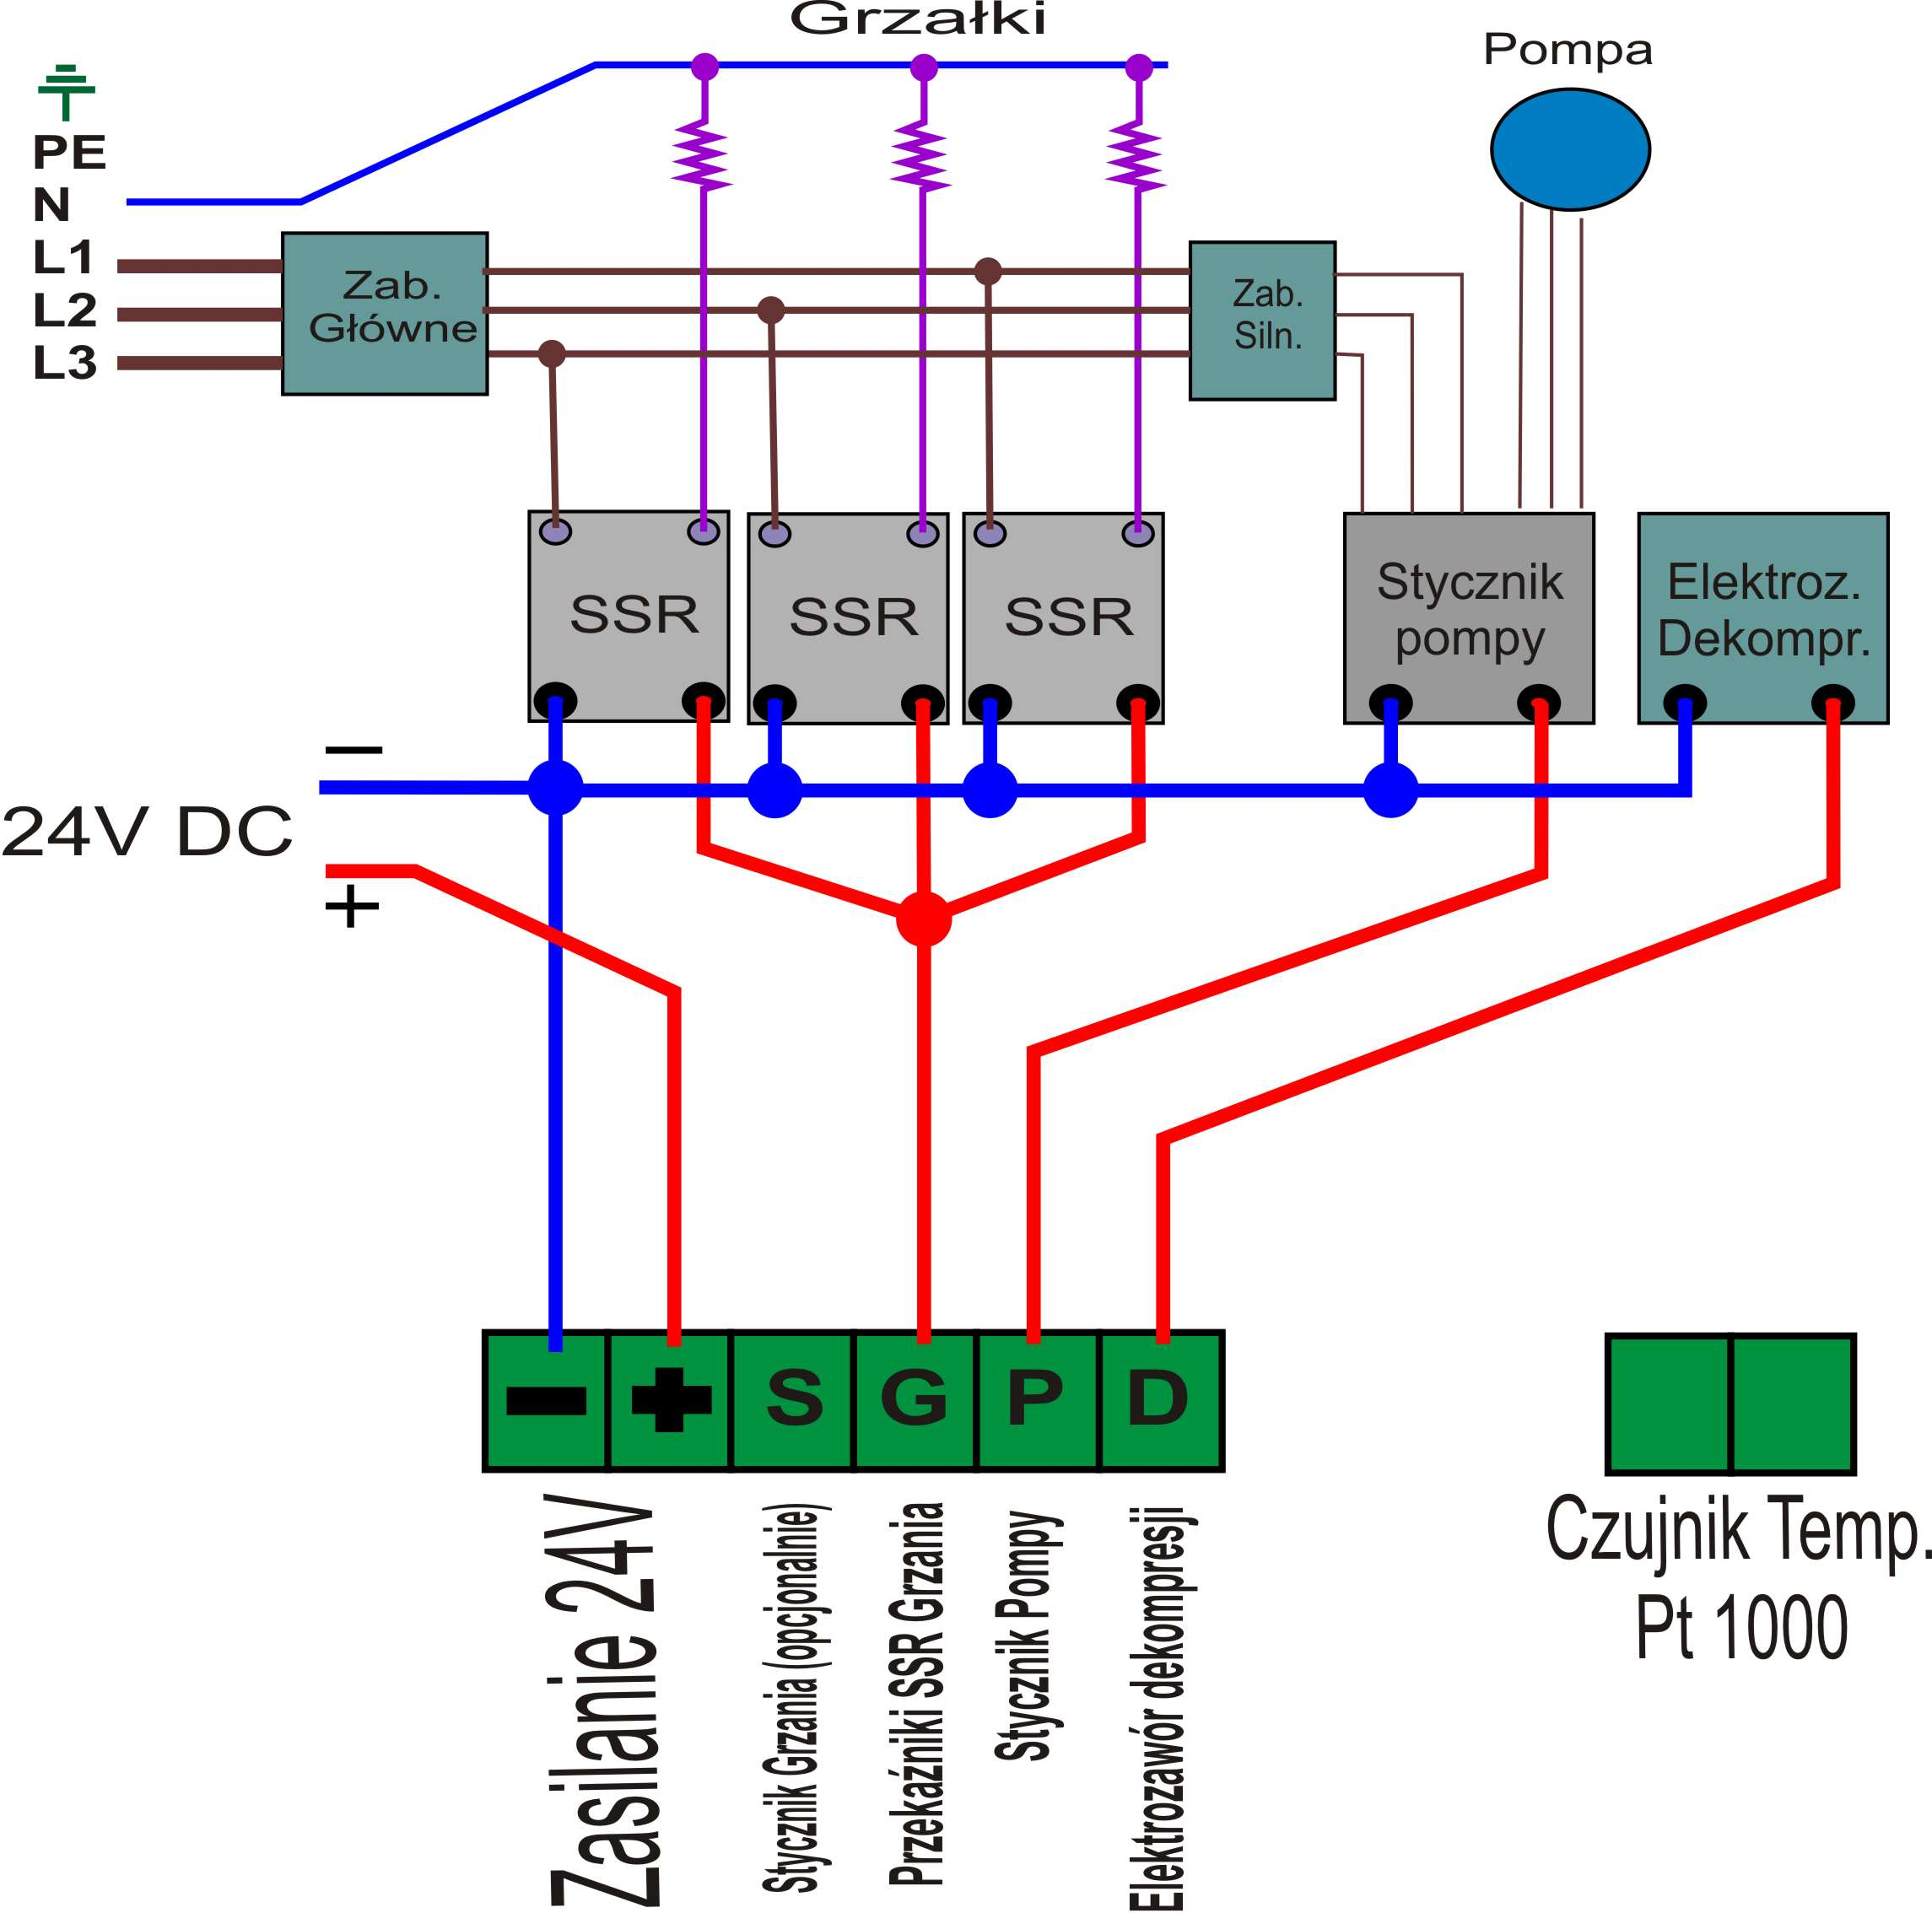 Grzałki
Pompa
PE
N
L1
L2
L3
Zab.
Główne
Zab.
Siln.
SSR
SSR
SSR
Stycznik
pompy
Elektroz.
Dekompr.
−
24V DC
+
− + S G P D
Zasilanie 24V
Stycznik Grzania (opojomalnie)
Przekaźniki SSR Grzania
Stycznik Pompy
Elektrozawór dekompresji
Czujnik Temp.
Pt 1000